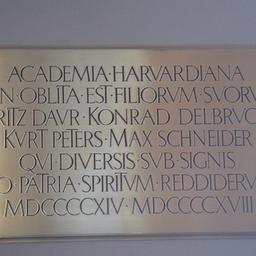 ACADEMIA·HARVARDIANA
N·OBLITA·EST·FILIORVM·SVORV
RITZ DAVR·KONRAD DELBRVC
KVRT PETERS·MAX SCHNEIDER
QVI·DIVERSIS·SVB·SIGNIS
O·PATRIA·SPIRITVM·REDDIDERV
MDCCCCXIV·MDCCCCXVIII